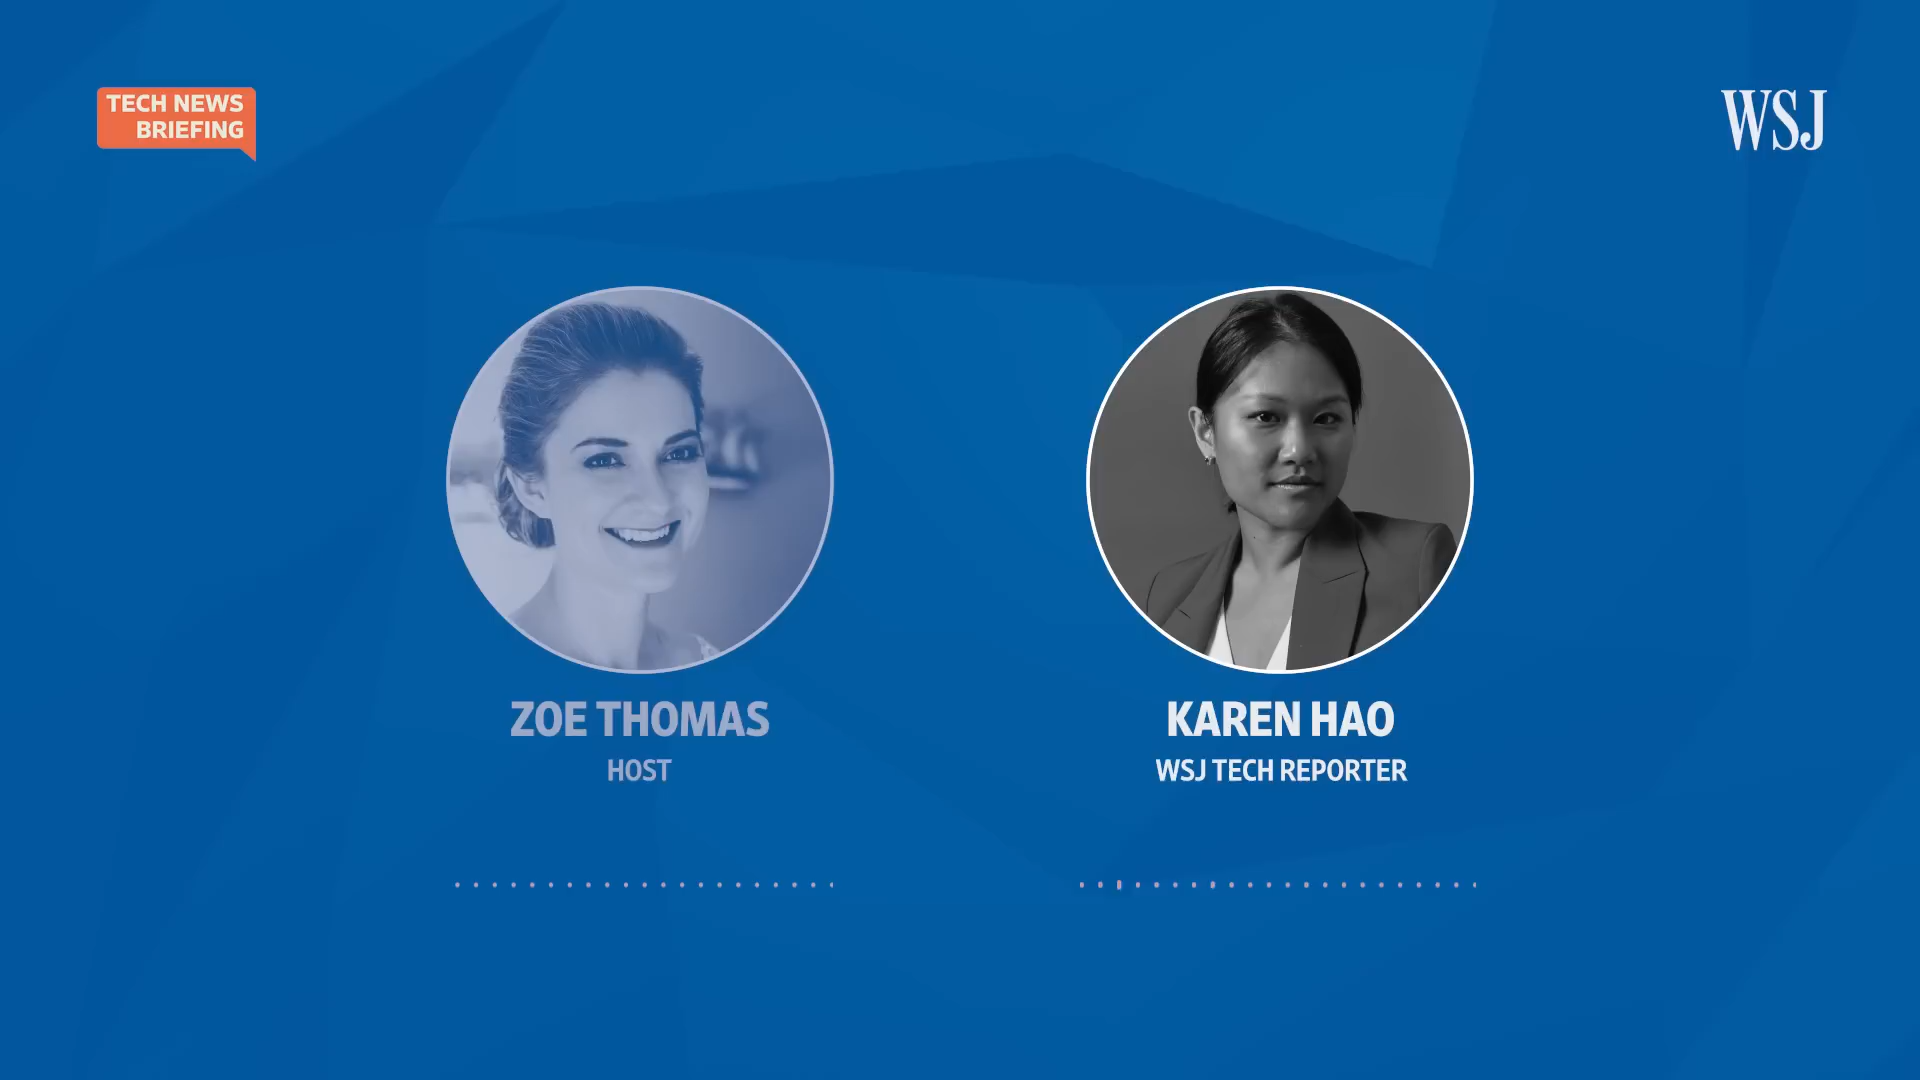 TECH NEWS
BRIEFING
WSJ
ZOE THOMAS
HOST
KAREN HAO
WSJ TECH REPORTER